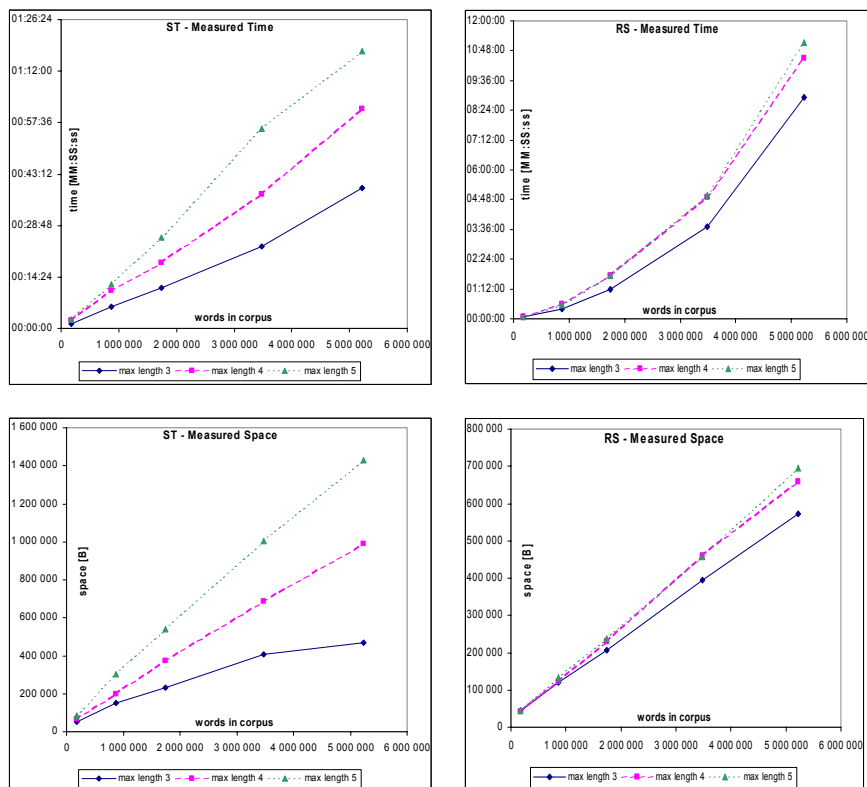 ST - Measured Time
01:26:24
01:12:00
00:57:36
00:43:12
00:28:48
00:14:24
00:00:00
time [MM:SS:ss]
words in corpus
0 1000 000 2 000 000 3 000 000 4 000 000 5 000 000 6 000 000
max length 3 max length 4 max length 5
RS - Measured Time
12:00:00
10:48:00
09:36:00
08:24:00
07:12:00
06:00:00
04:48:00
03:36:00
02:24:00
01:12:00
00:00:00
time [MM:SS:ss]
words in corpus
0 1000 000 2 000 000 3 000 000 4 000 000 5 000 000 6 000 000
max length 3 max length 4 max length 5
ST - Measured Space
1 600 000
1 400 000
1 200 000
1 000 000
800 000
600 000
400 000
200 000
0
space [B]
words in corpus
0 1 000 000 2 000 000 3 000 000 4 000 000 5 000 000 6 000 000
max length 3 max length 4 max length 5
RS - Measured Space
800 000
700 000
600 000
500 000
400 000
300 000
200 000
100 000
0
space [B]
words in corpus
0 1000 000 2 000 000 3 000 000 4 000 000 5 000 000 6 000 000
max length 3 max length 4 max length 5